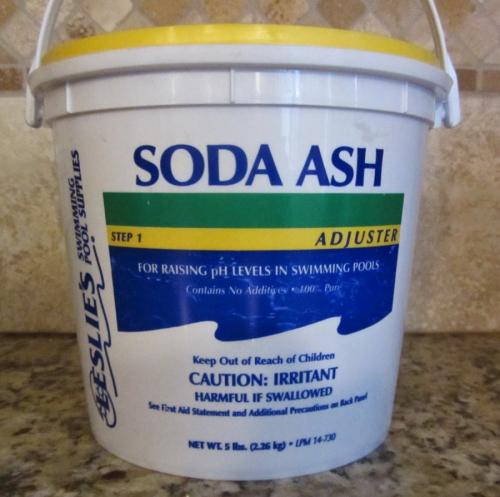 SODA ASH
STEP 1
ADJUSTER
FOR RAISING pH LEVELS IN SWIMMING POOLS
Contains No Additives • 100% Pure
LESLIE'S
SWIMMING
POOL SUPPLIES
Keep Out of Reach of Children
CAUTION: IRRITANT
HARMFUL IF SWALLOWED
See First Aid Statement and Additional Precautions on Back Panel
NET WT. 5 lbs. (2.26 kg) • LPM 14-730